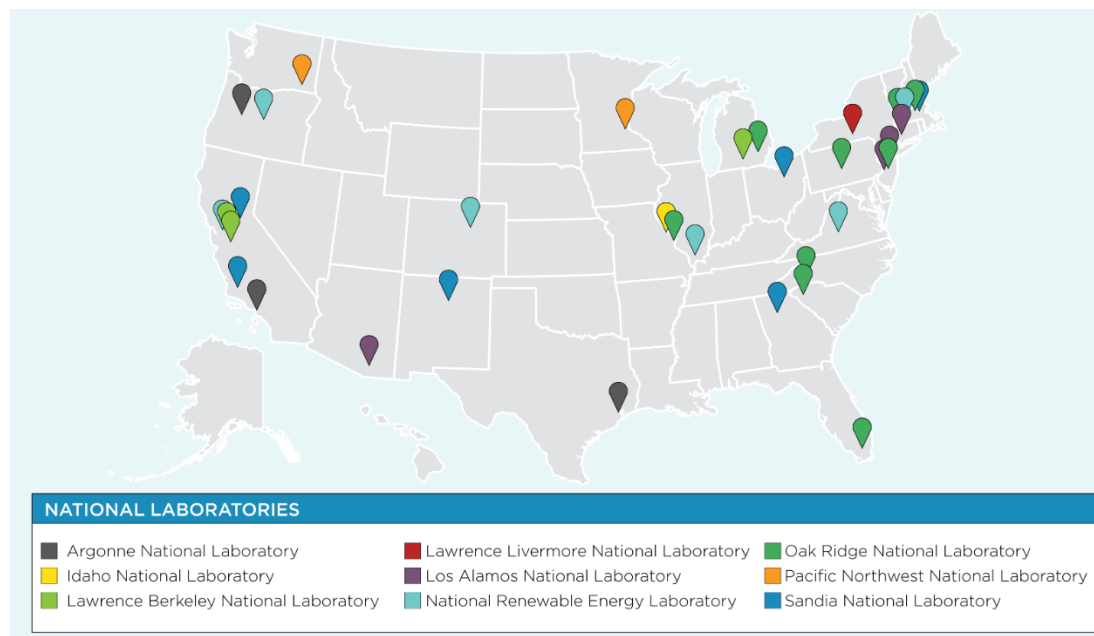 NATIONAL LABORATORIES
Argonne National Laboratory
Idaho National Laboratory
Lawrence Berkeley National Laboratory
Lawrence Livermore National Laboratory
Los Alamos National Laboratory
National Renewable Energy Laboratory
Oak Ridge National Laboratory
Pacific Northwest National Laboratory
Sandia National Laboratory